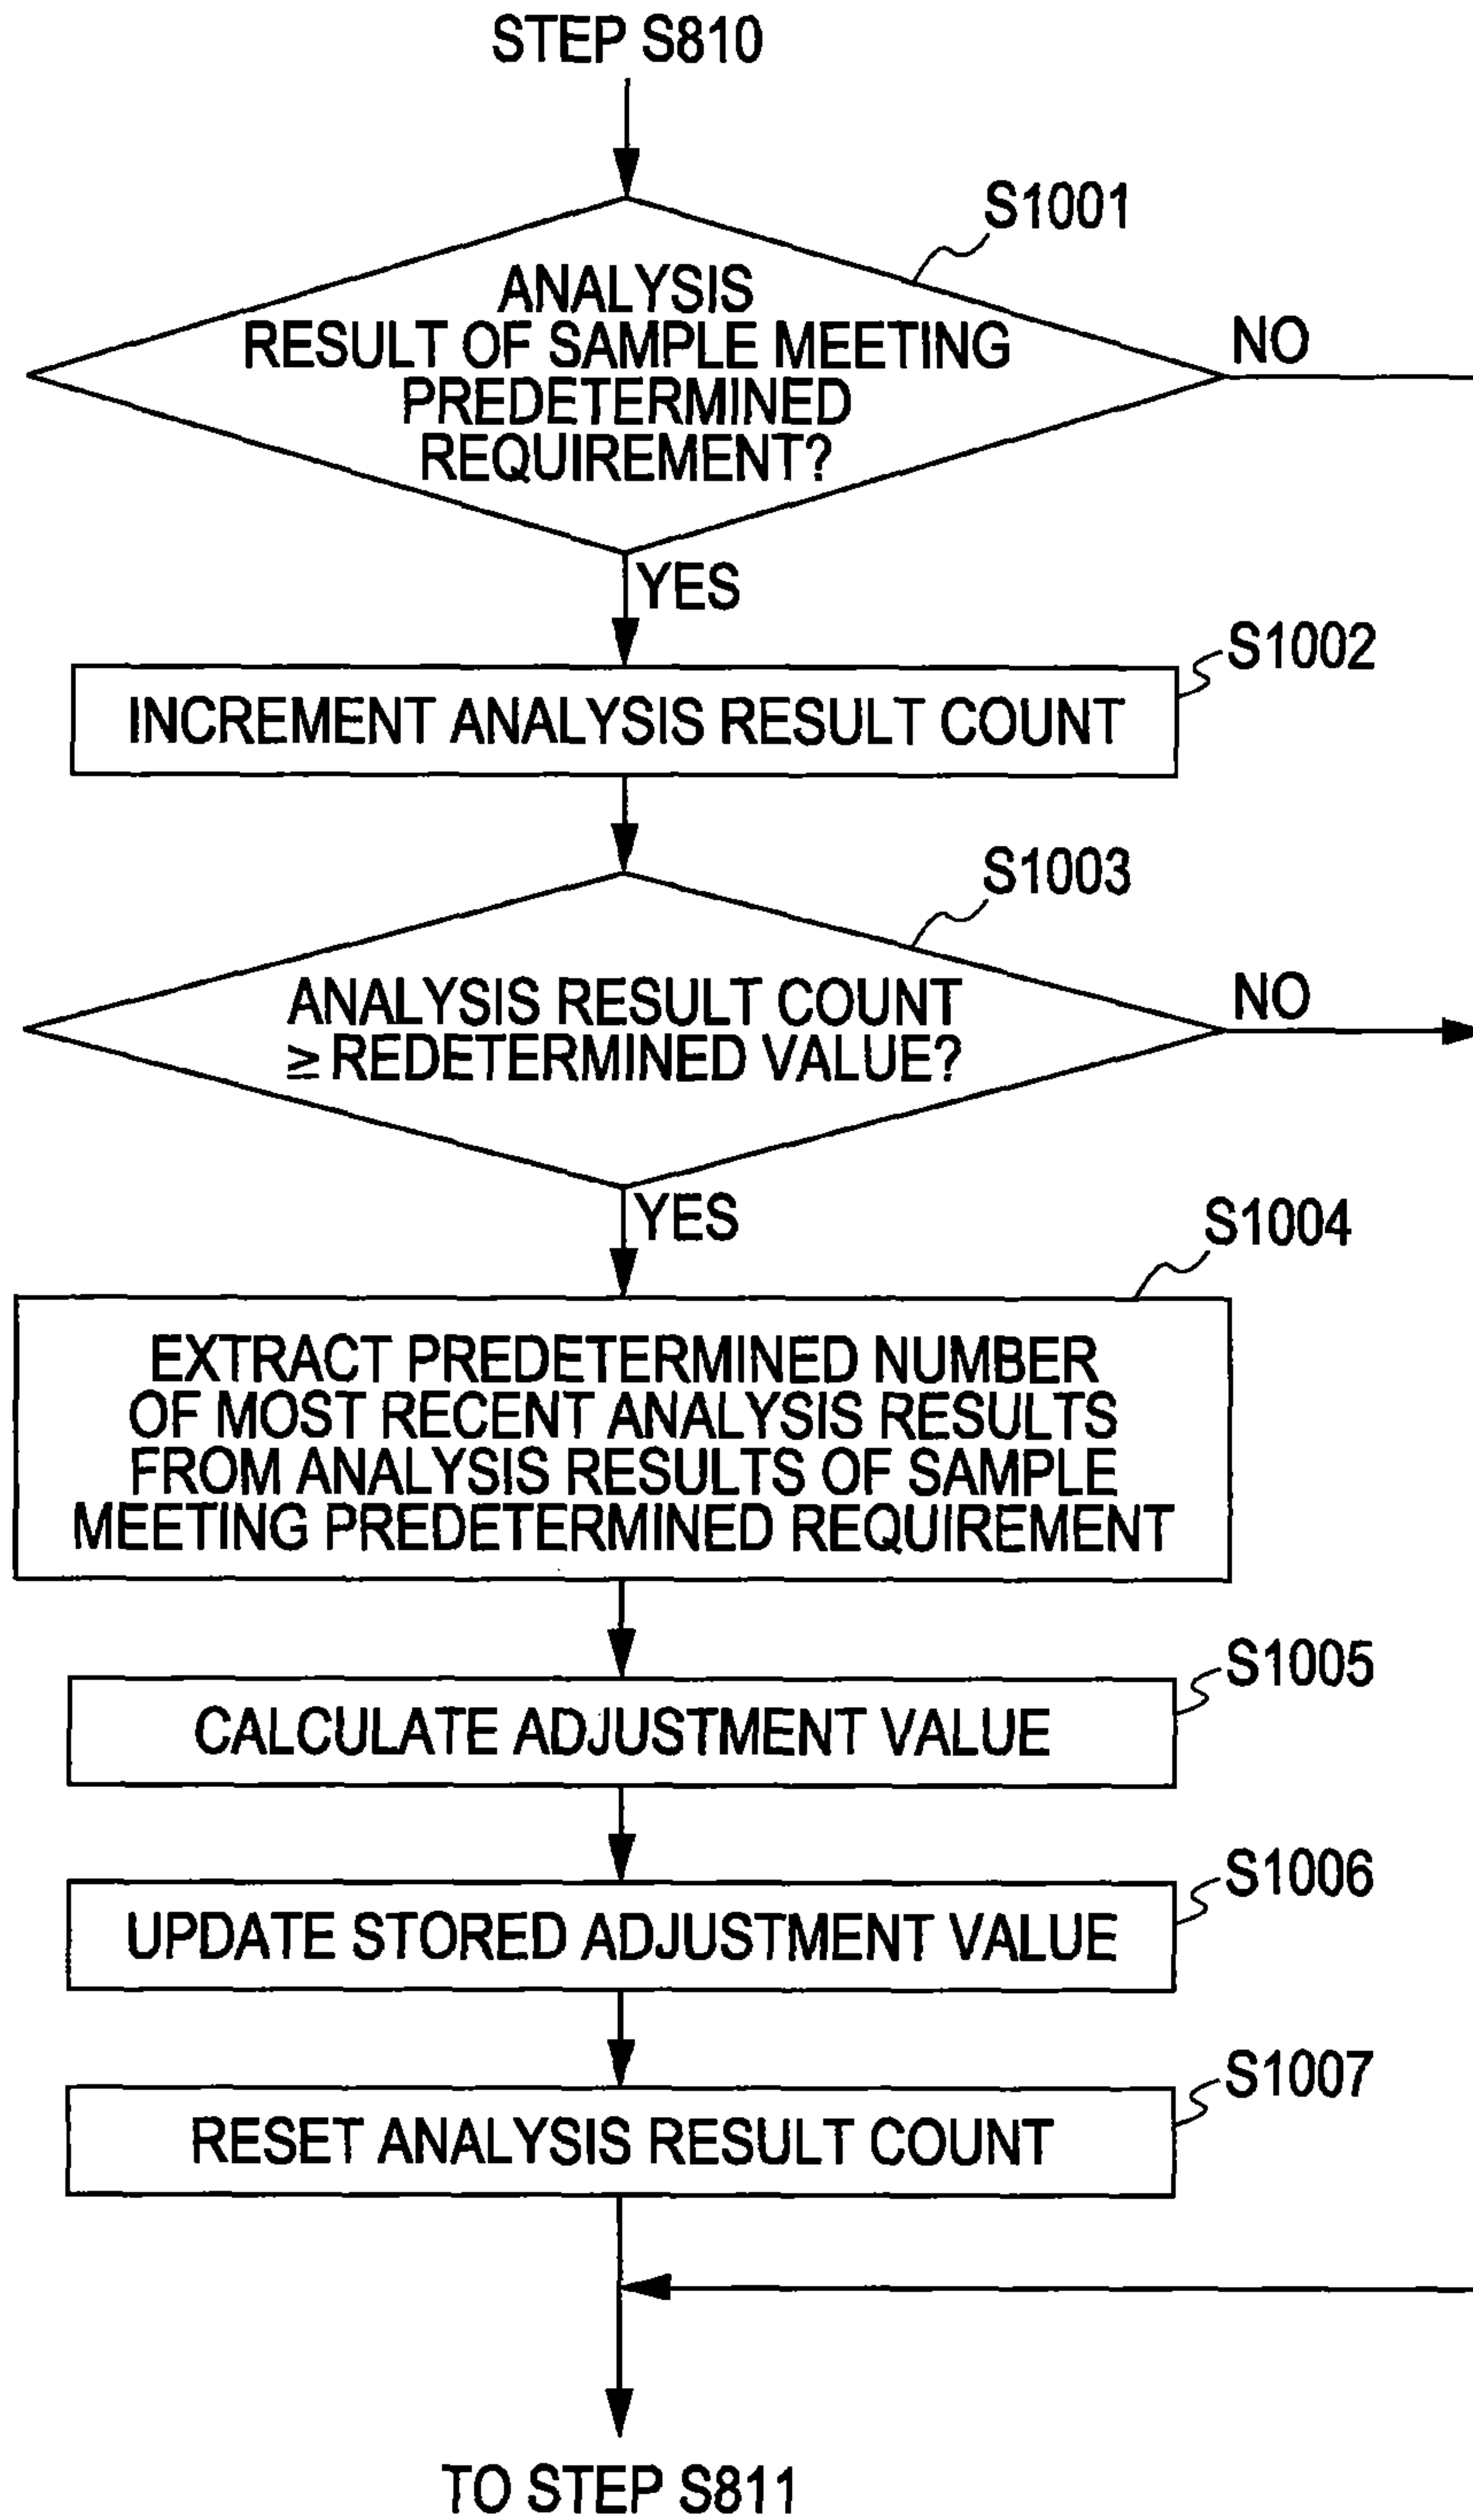 STEP S810
S1001
ANALYSIS
RESULT OF SAMPLE MEETING
PREDETERMINED
REQUIREMENT?
NO
YES
S1002
INCREMENT ANALYSIS RESULT COUNT
S1003
ANALYSIS RESULT COUNT
≥ REDETERMINED VALUE?
NO
YES
S1004
EXTRACT PREDETERMINED NUMBER
OF MOST RECENT ANALYSIS RESULTS
FROM ANALYSIS RESULTS OF SAMPLE
MEETING PREDETERMINED REQUIREMENT
S1005
CALCULATE ADJUSTMENT VALUE
S1006
UPDATE STORED ADJUSTMENT VALUE
S1007
RESET ANALYSIS RESULT COUNT
TO STEP S811